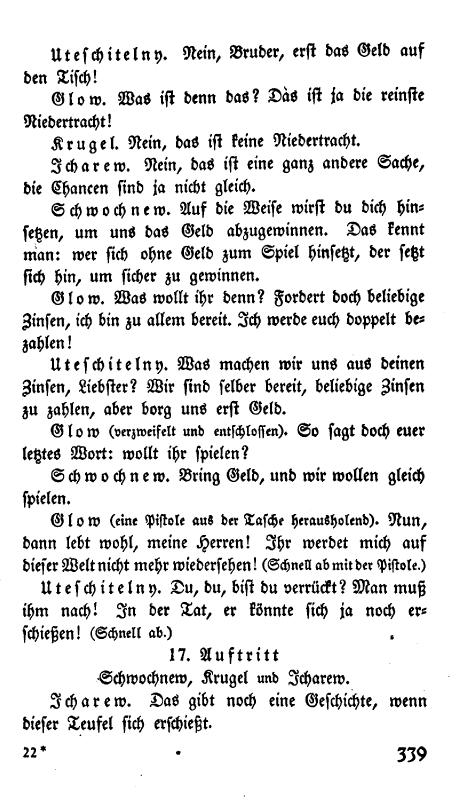 Uteschitelny. Nein, Bruder, erst das Geld auf
den Tisch!
Glow. Was ist denn das? Das ist ja die reinste
Niedertracht!
Krugel. Nein, das ist keine Niedertracht.
Icharew. Nein, das ist eine ganz andere Sache,
die Chancen sind ja nicht gleich.
Schwochnew. Auf die Weise wirst du dich hin-
setzen, um uns das Geld abzugewinnen. Das kennt
man: wer sich ohne Geld zum Spiel hinsetzt, der setzt
sich hin, um sicher zu gewinnen.
Glow. Was wollt ihr denn? Fordert doch beliebige
Zinsen, ich bin zu allem bereit. Ich werde euch doppelt be-
zahlen!
Uteschitelny. Was machen wir uns aus deinen
Zinsen, Liebster? Wir sind selber bereit, beliebige Zinsen
zu zahlen, aber borg uns erst Geld.
Glow (verzweifelt und entschlossen). So sagt doch euer
letztes Wort: wollt ihr spielen?
Schwochnew. Bring Geld, und wir wollen gleich
spielen.
Glow (eine Pistole aus der Tasche herausholend). Nun,
dann lebt wohl, meine Herren! Ihr werdet mich auf
dieser Welt nicht mehr wiedersehen! (Schnell ab mit der Pistole.)
Uteschitelny. Du, du, bist du verrückt? Man muß
ihm nach! In der Tat, er könnte sich ja noch er-
schießen! (Schnell ab.)
17. Auftritt
Schwochnew, Krugel und Icharew.
Icharew. Das gibt noch eine Geschichte, wenn
dieser Teufel sich erschießt.
22* 339